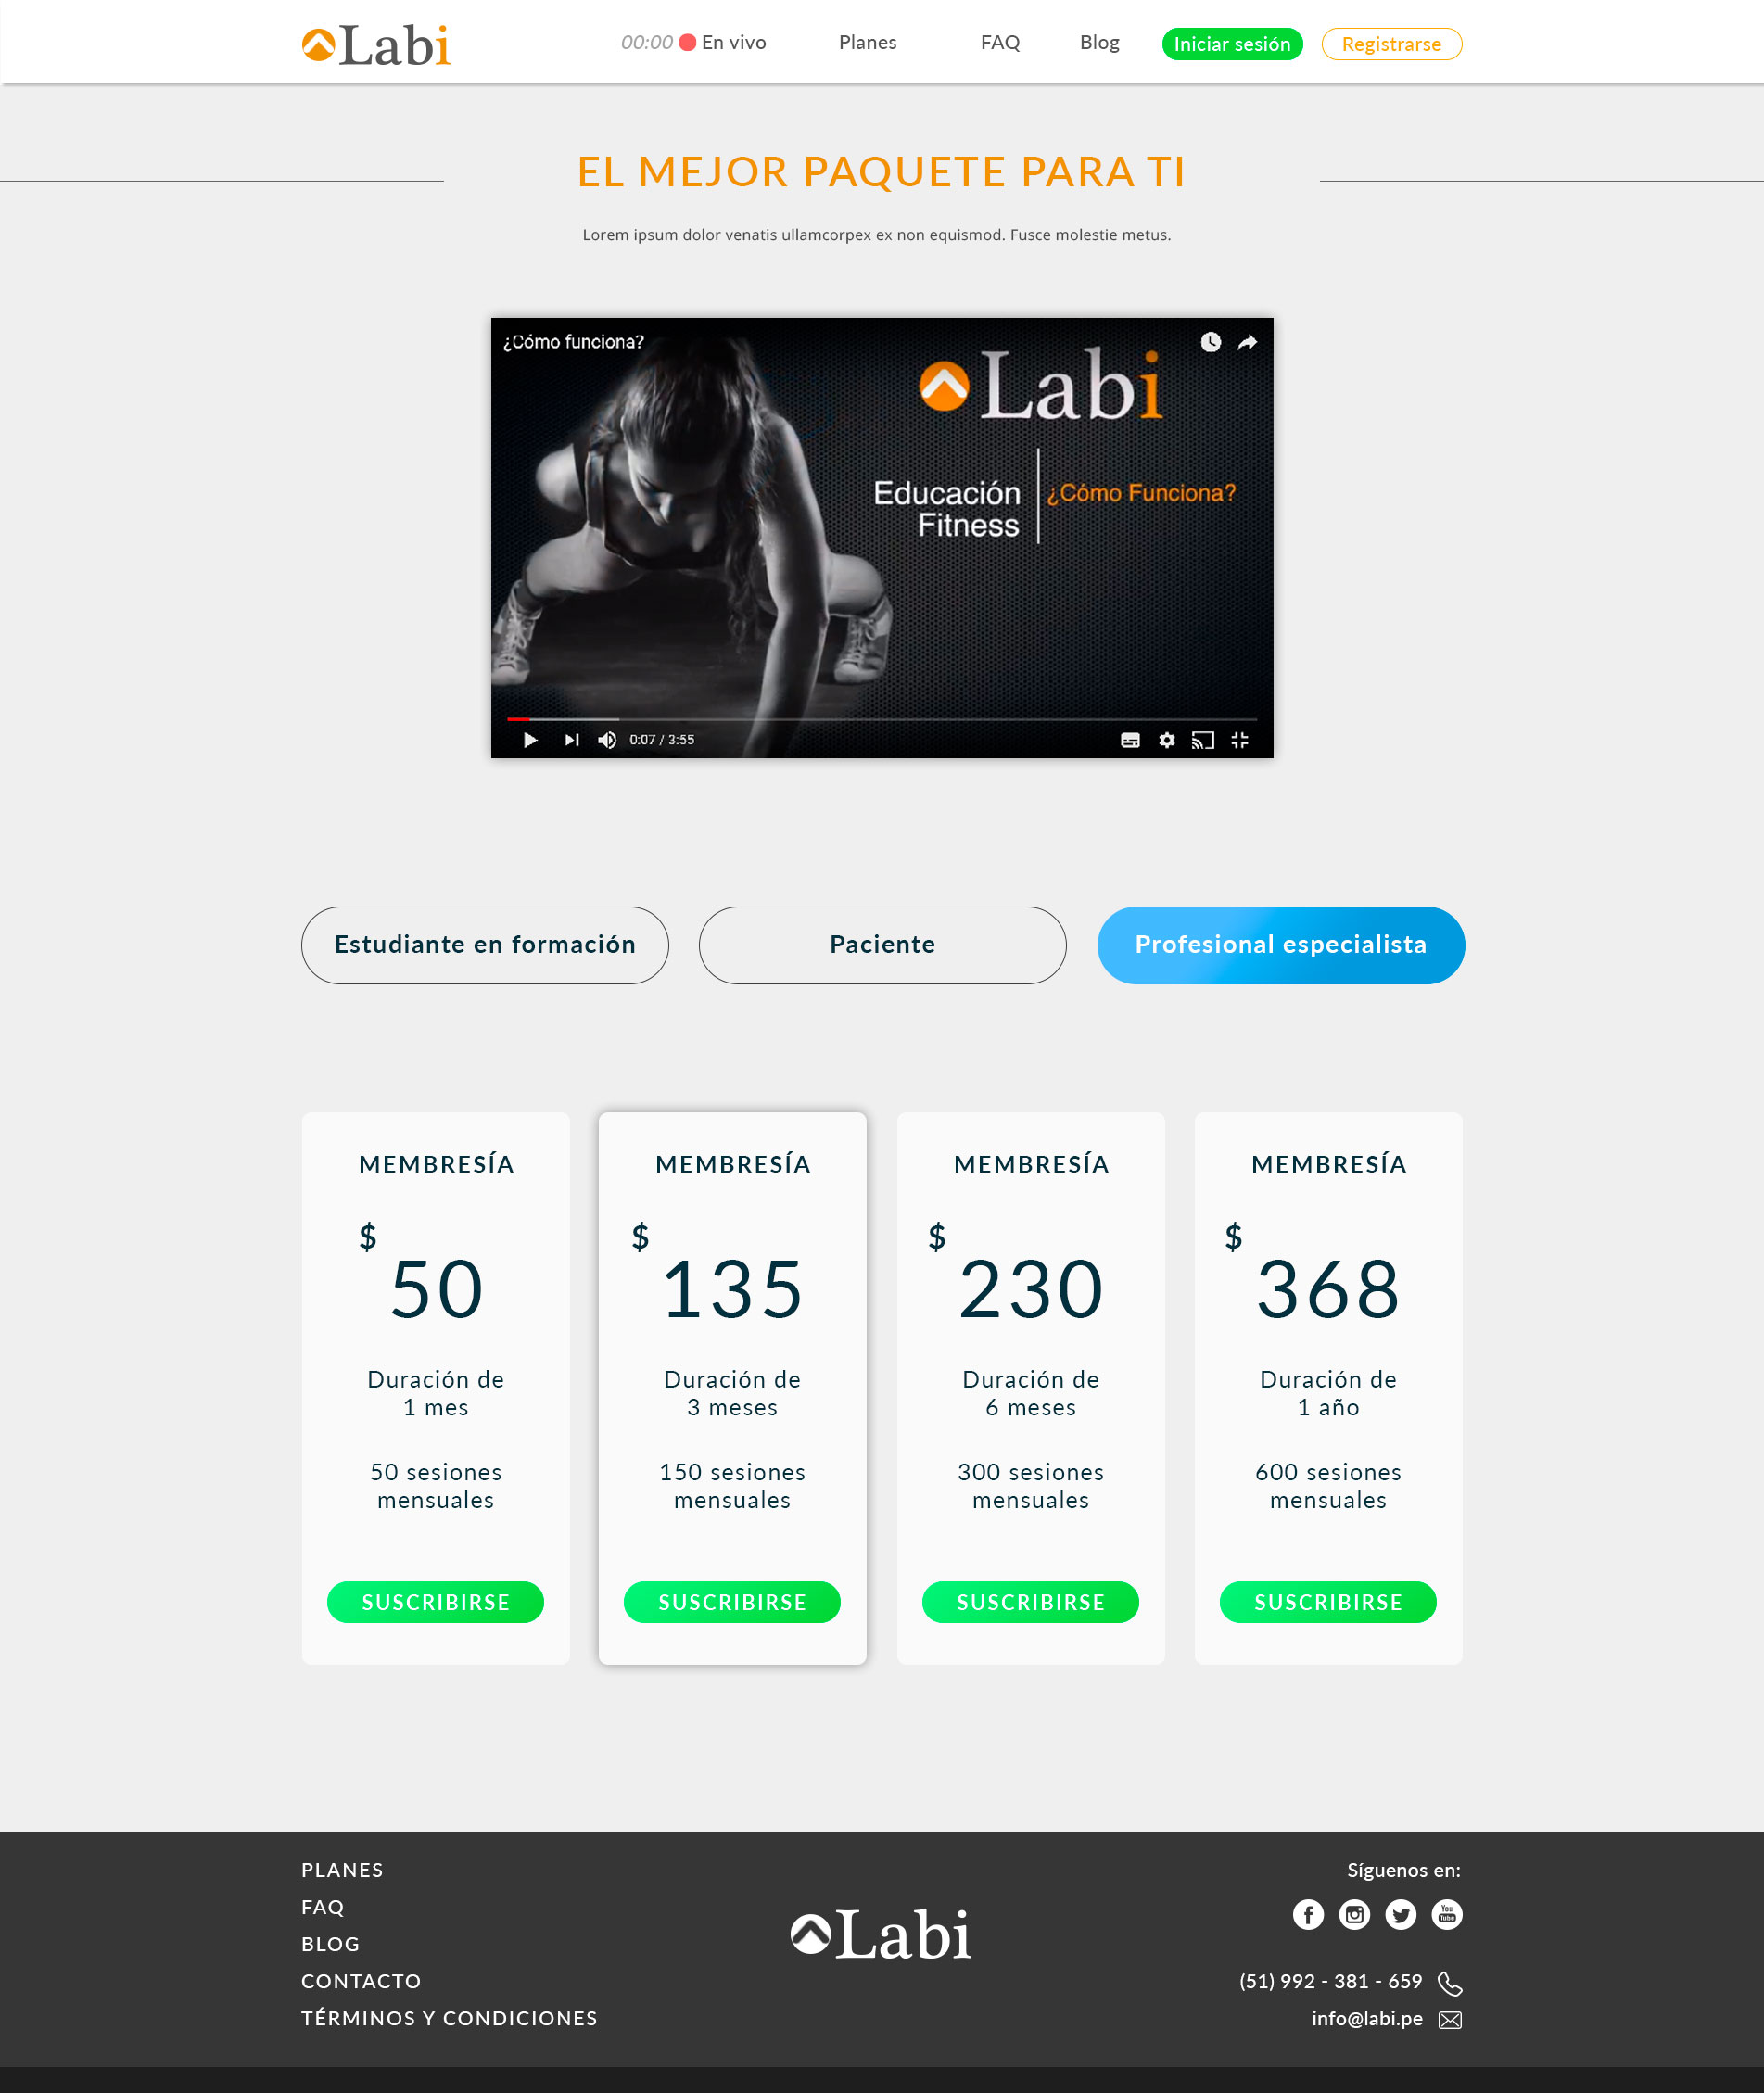 Labi
00:00 En vivo
Planes
FAQ
Blog
Iniciar sesión
Registrarse
EL MEJOR PAQUETE PARA TI
Lorem ipsum dolor venatis ullamcorpex ex non equismod. Fusce molestie metus.
¿Cómo funciona?
Labi
Educación
Fitness
¿Cómo Funciona?
0:07 / 3:55
Estudiante en formación
Paciente
Profesional especialista
MEMBRESÍA
$
50
Duración de
1 mes
50 sesiones
mensuales
SUSCRIBIRSE
MEMBRESÍA
$
135
Duración de
3 meses
150 sesiones
mensuales
SUSCRIBIRSE
MEMBRESÍA
$
230
Duración de
6 meses
300 sesiones
mensuales
SUSCRIBIRSE
MEMBRESÍA
$
368
Duración de
1 año
600 sesiones
mensuales
SUSCRIBIRSE
PLANES
FAQ
BLOG
CONTACTO
TÉRMINOS Y CONDICIONES
Labi
Síguenos en:
You
Tube
(51) 992 - 381 - 659
info@labi.pe